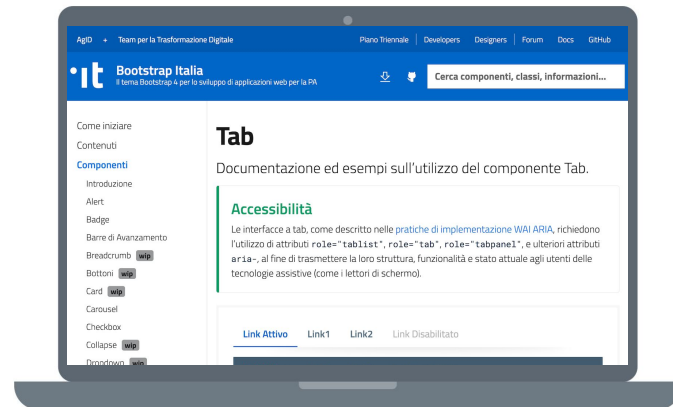 AgID + Team per la Trasformazione Digitale Piano Triennale Developers Designers Forum Docs GitHub
it
Bootstrap Italia
Il tema Bootstrap 4 per lo sviluppo di applicazioni web per la PA
Cerca componenti, classi, informazioni...
Come iniziare
Contenuti
Componenti
Introduzione
Alert
Badge
Barre di Avanzamento
Breadcrumb wip
Bottoni wip
Card wip
Carousel
Checkbox
Collapse wip
Dropdown wip
Tab
Documentazione ed esempi sull'utilizzo del componente Tab.
Accessibilità
Le interfacce a tab, come descritto nelle pratiche di implementazione WAI ARIA, richiedono
l'utilizzo di attributi role="tablist", role="tab", role="tabpanel", e ulteriori attributi
aria-, al fine di trasmettere la loro struttura, funzionalità e stato attuale agli utenti delle
tecnologie assistive (come i lettori di schermo).
Link Attivo Link1 Link2 Link Disabilitato